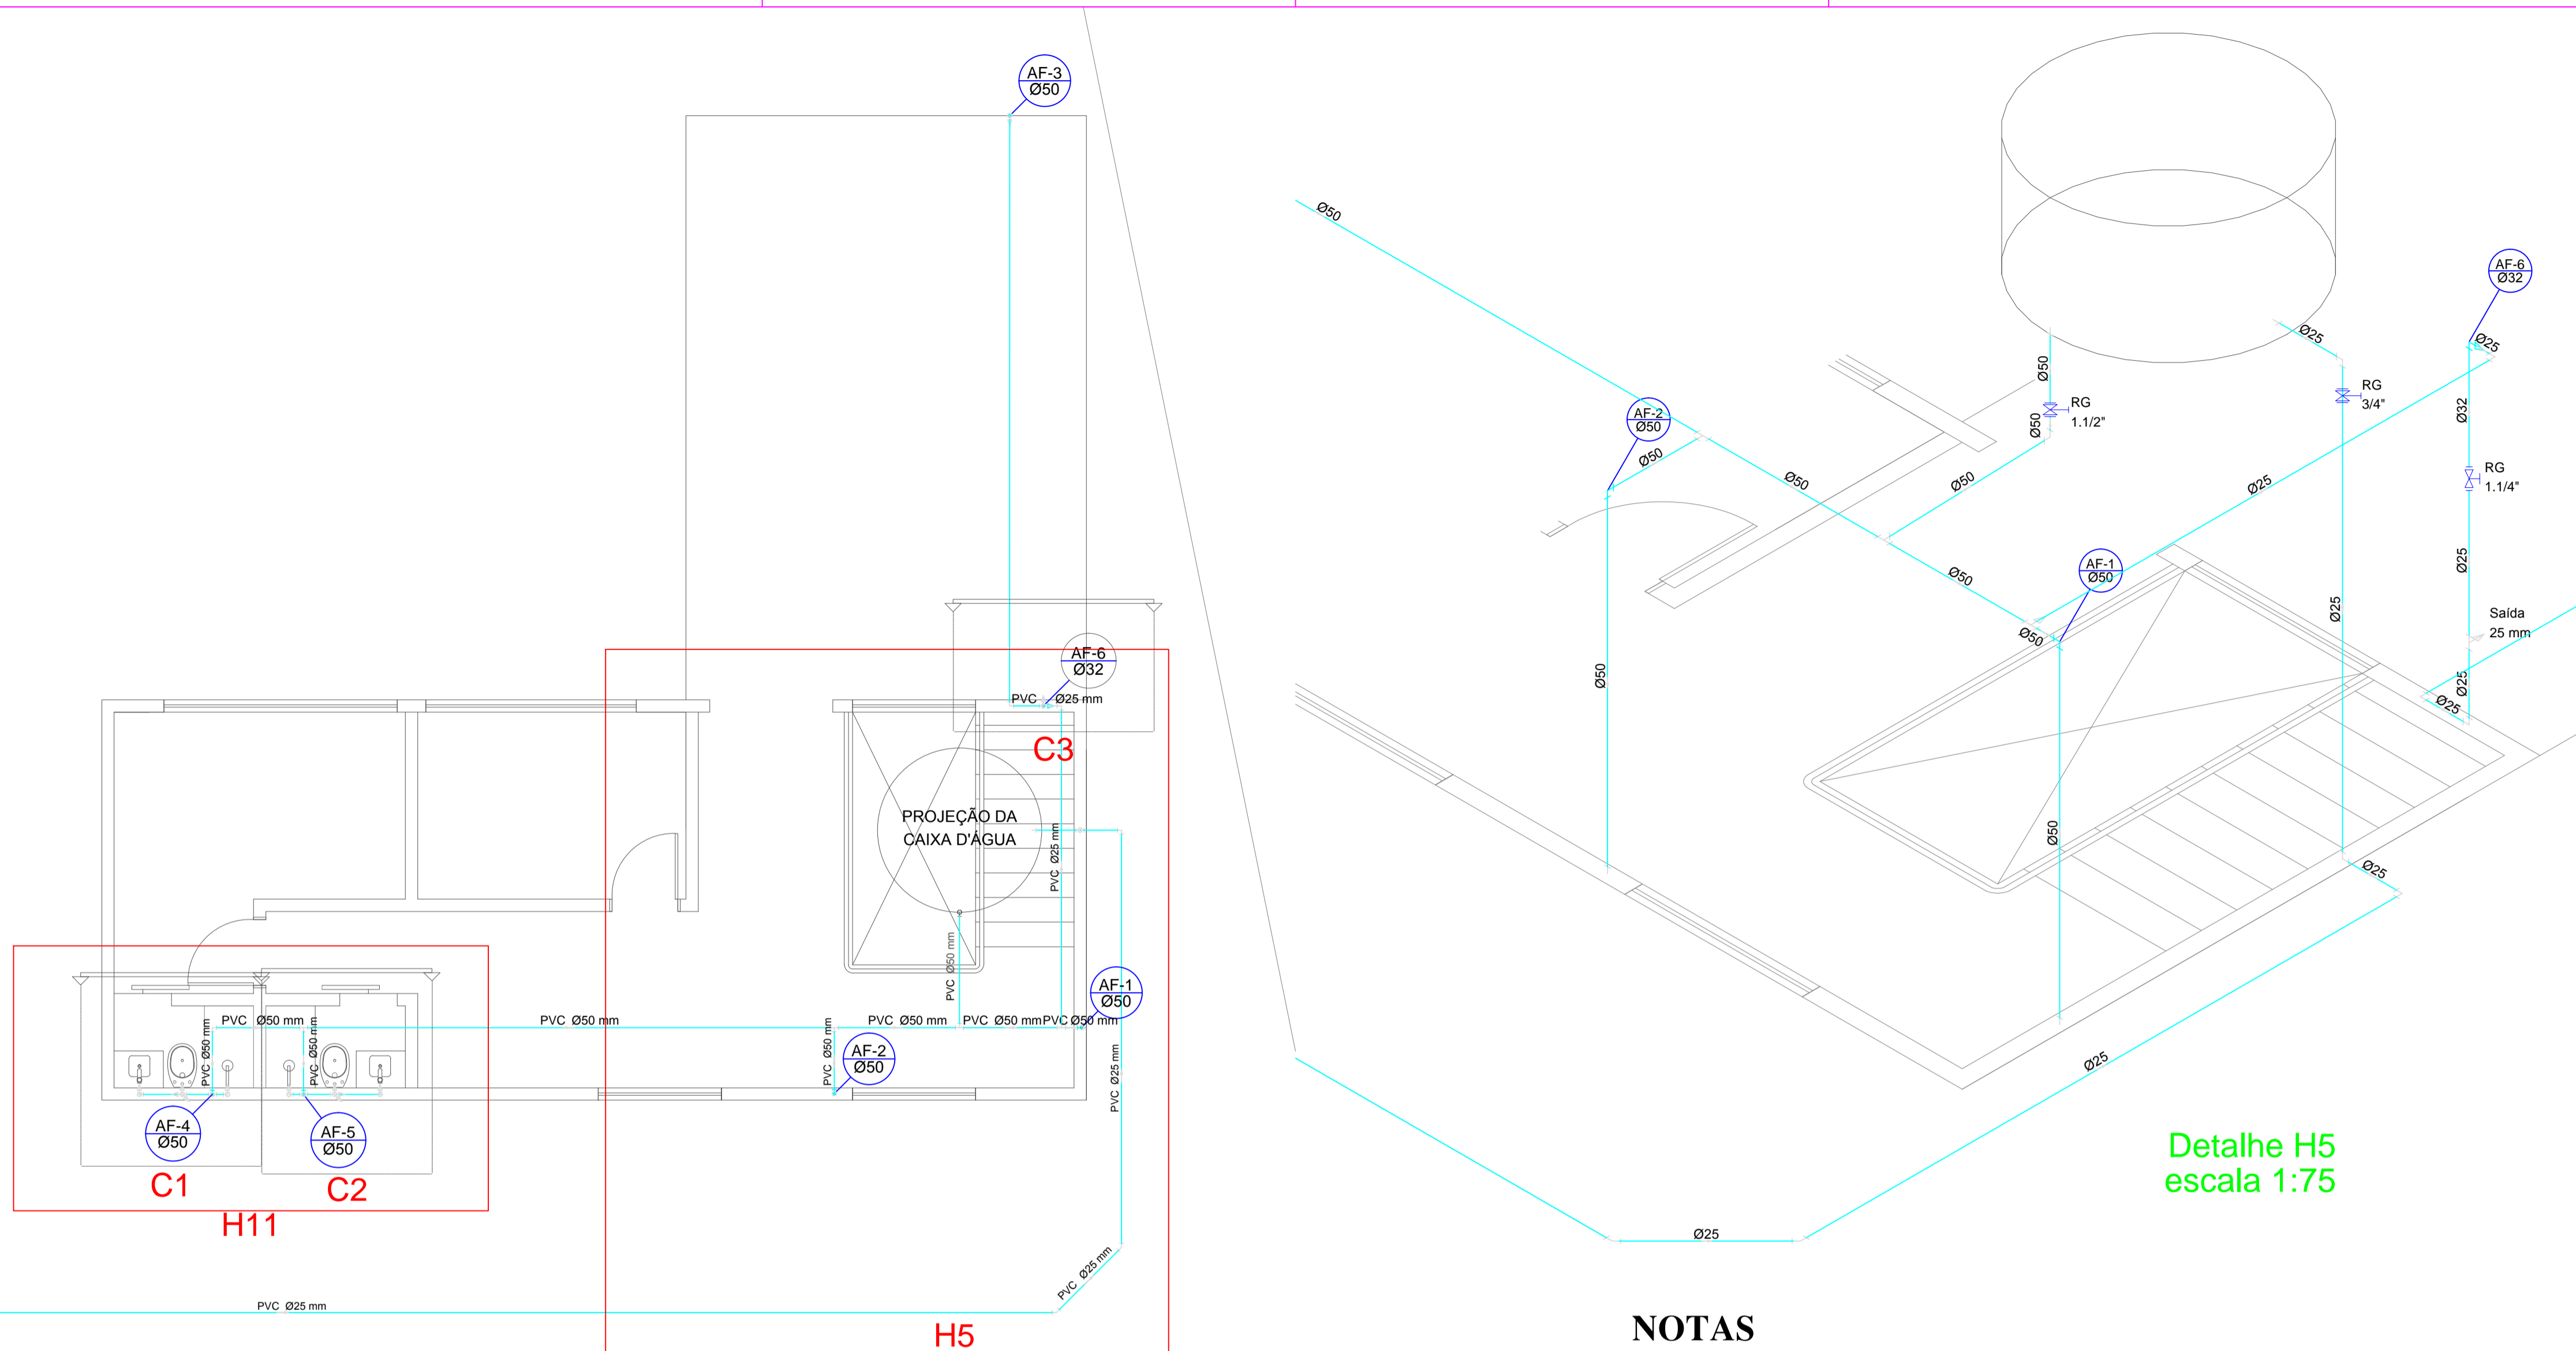 AF-3
Ø50
AF-6
Ø32
PVC Ø25 mm
C3
PROJEÇÃO DA
CAIXA D'ÁGUA
PVC Ø25 mm
PVC Ø50 mm
AF-1
Ø50
PVC Ø50 mm
PVC Ø50 mm
PVC Ø50 mm
PVC Ø50 mm
PVC Ø50 mm
PVC Ø50 mm
PVC Ø50 mm
PVC Ø50 mm
AF-2
Ø50
PVC Ø25 mm
AF-4
Ø50
AF-5
Ø50
C1
C2
H11
PVC Ø25 mm
PVC Ø25 mm
H5
Ø50
AF-6
Ø32
Ø25
Ø25
Ø50
RG
1.1/2"
Ø50
RG
3/4"
Ø32
AF-2
Ø50
Ø50
Ø50
Ø50
Ø25
RG
1.1/4"
Ø50
AF-1
Ø50
Ø25
Ø25
Saída
25 mm
Ø50
Ø50
Ø25
Ø25
Ø50
Ø25
Ø25
Detalhe H5
escala 1:75
Ø25
NOTAS